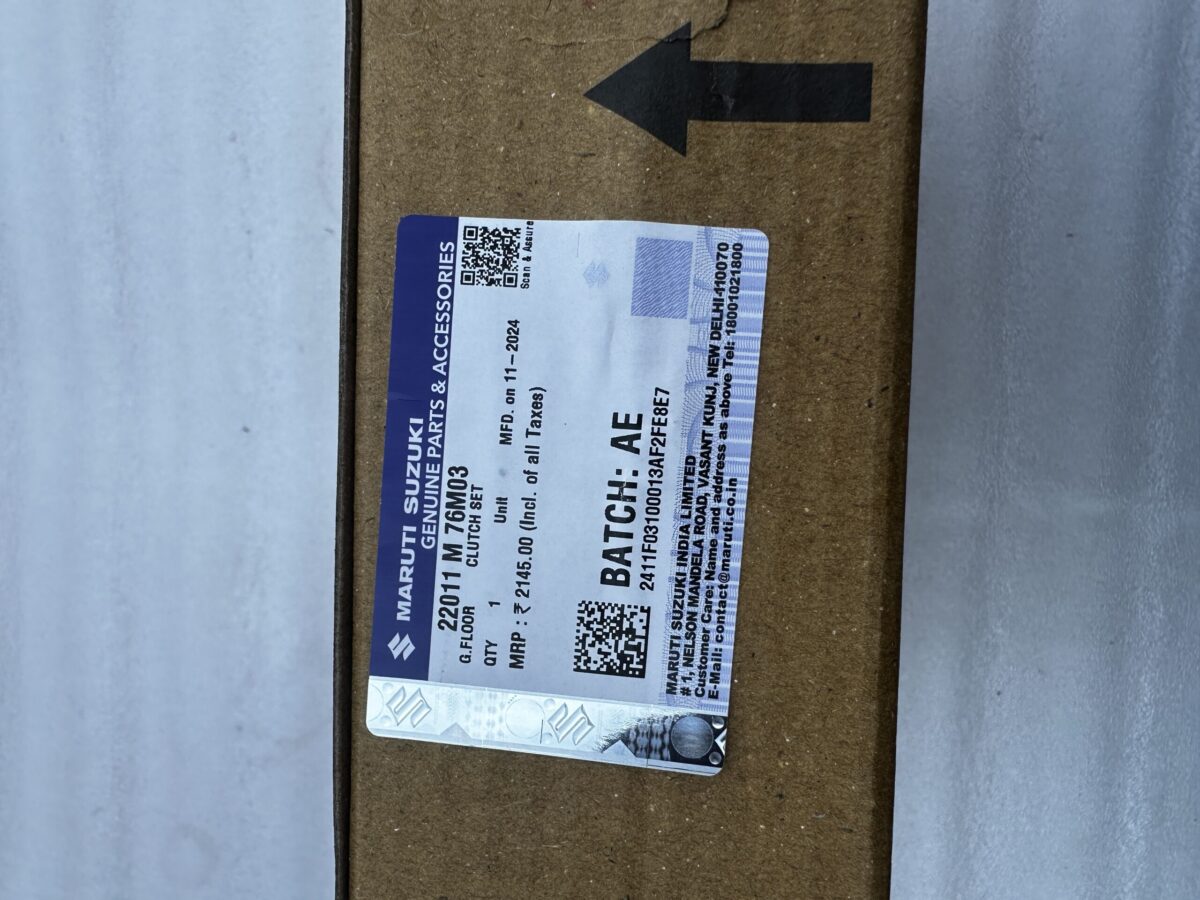 MARUTI SUZUKI
GENUINE PARTS & ACCESSORIES
22011 M 76M03
G.FLOOR CLUTCH SET
QTY 1 Unit MFD. on 11-2024
MRP : ₹ 2145.00 (Incl. of all Taxes)
Scan & Assure
BATCH: AE
2411F03100013AF2FE8E7
MARUTI SUZUKI INDIA LIMITED
# 1, NELSON MANDELA ROAD, VASANT KUNJ, NEW DELHI-110070
Customer Care: Name and address as above Tel: 18001021800
E-Mail: contact@maruti.co.in